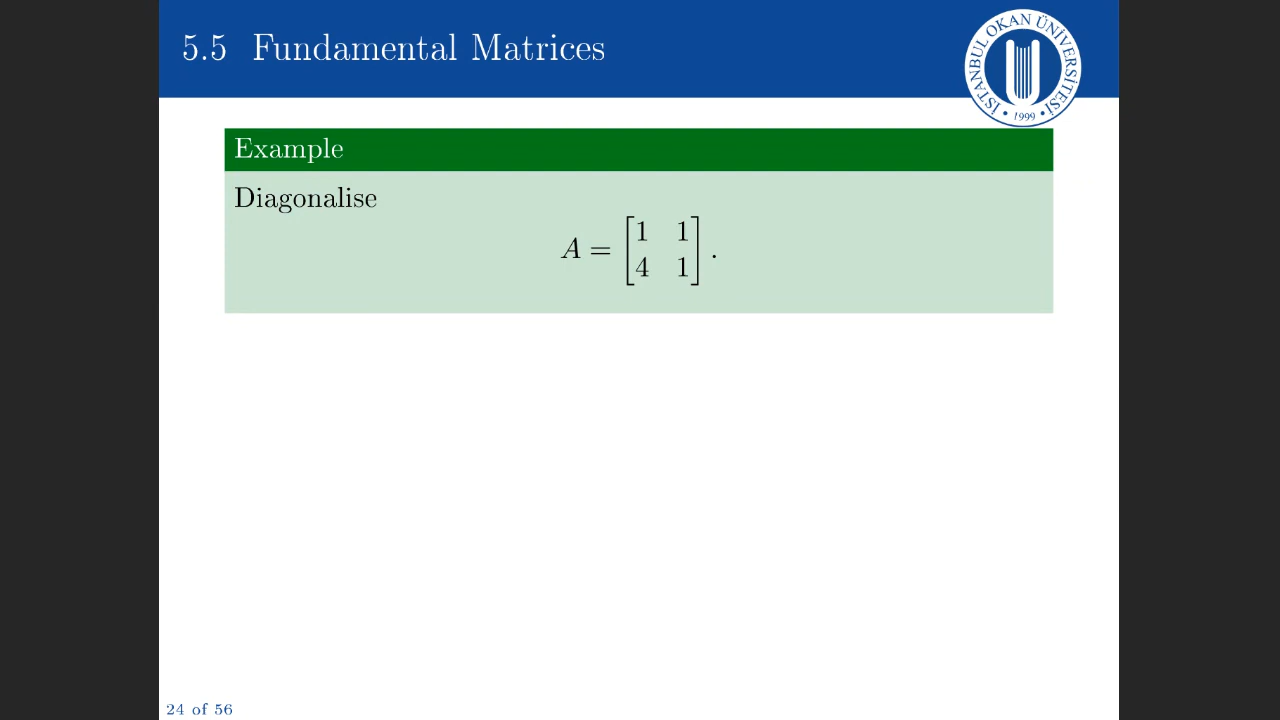 5.5 Fundamental Matrices
İSTANBUL OKAN ÜNİVERSİTESİ
• 1999 •
Example
Diagonalise
A = [1 1
4 1] .
24 of 56